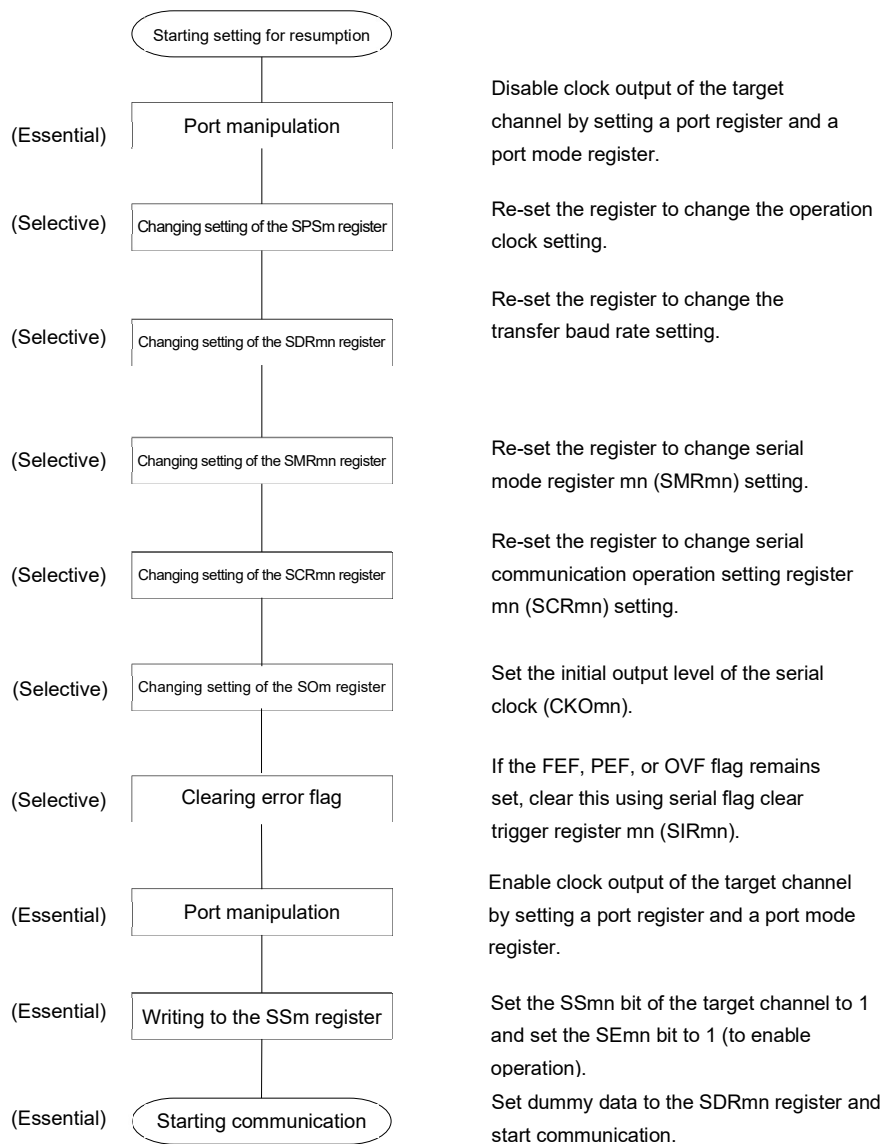 Starting setting for resumption
(Essential)
Port manipulation
Disable clock output of the target
channel by setting a port register and a
port mode register.
(Selective)
Changing setting of the SPSm register
Re-set the register to change the operation
clock setting.
(Selective)
Changing setting of the SDRmn register
Re-set the register to change the
transfer baud rate setting.
(Selective)
Changing setting of the SMRmn register
Re-set the register to change serial
mode register mn (SMRmn) setting.
(Selective)
Changing setting of the SCRmn register
Re-set the register to change serial
communication operation setting register
mn (SCRmn) setting.
(Selective)
Changing setting of the SOm register
Set the initial output level of the serial
clock (CKOmn).
(Selective)
Clearing error flag
If the FEF, PEF, or OVF flag remains
set, clear this using serial flag clear
trigger register mn (SIRmn).
(Essential)
Port manipulation
Enable clock output of the target channel
by setting a port register and a port mode
register.
(Essential)
Writing to the SSm register
Set the SSmn bit of the target channel to 1
and set the SEmn bit to 1 (to enable
operation).
(Essential)
Starting communication
Set dummy data to the SDRmn register and
start communication.